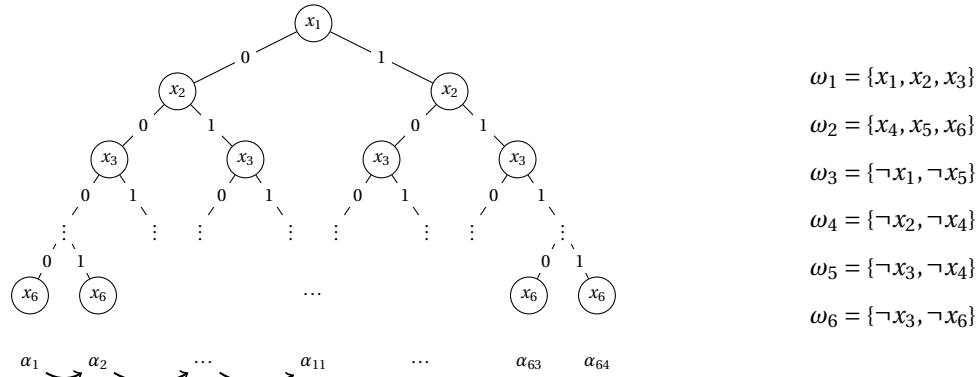 x₁
0 1
x₂ x₂
0 1 0 1
x₃ x₃ x₃ x₃
0 1 0 1 0 1 0 1
⋮ ⋮ ⋮ ⋮ ⋮ ⋮ ⋮ ⋮
0 1 0 1
x₆ x₆ ... x₆ x₆
α₁ α₂ ... α₁₁ ... α₆₃ α₆₄
ω₁ = {x₁, x₂, x₃}
ω₂ = {x₄, x₅, x₆}
ω₃ = {¬x₁, ¬x₅}
ω₄ = {¬x₂, ¬x₄}
ω₅ = {¬x₃, ¬x₄}
ω₆ = {¬x₃, ¬x₆}